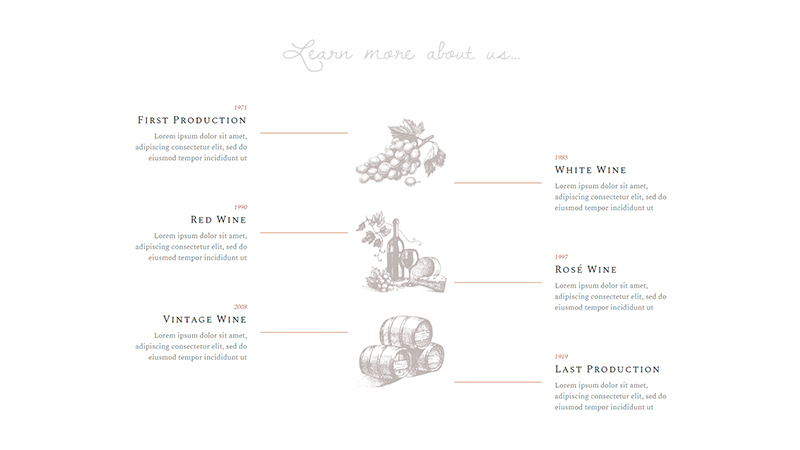 Learn more about us...
1971
First Production
Lorem ipsum dolor sit amet,
adipiscing consectetur elit, sed do
eiusmod tempor incididunt ut
1985
White Wine
Lorem ipsum dolor sit amet,
adipiscing consectetur elit, sed do
eiusmod tempor incididunt ut
1990
Red Wine
Lorem ipsum dolor sit amet,
adipiscing consectetur elit, sed do
eiusmod tempor incididunt ut
1997
Rosé Wine
Lorem ipsum dolor sit amet,
adipiscing consectetur elit, sed do
eiusmod tempor incididunt ut
2008
Vintage Wine
Lorem ipsum dolor sit amet,
adipiscing consectetur elit, sed do
eiusmod tempor incididunt ut
1919
Last Production
Lorem ipsum dolor sit amet,
adipiscing consectetur elit, sed do
eiusmod tempor incididunt ut